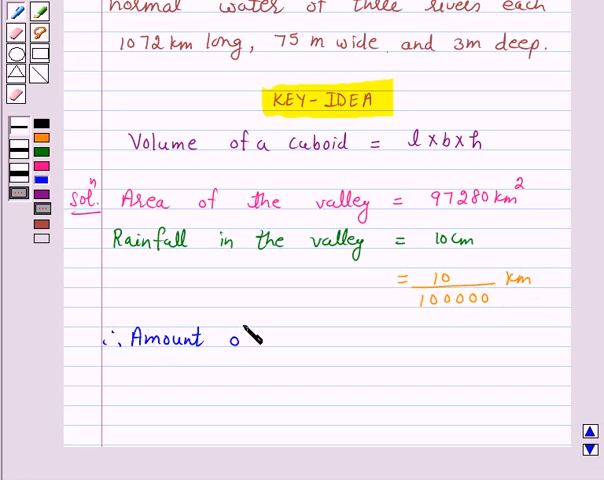 normal water of three rivers each
1072 km long, 75 m wide and 3m deep.
KEY-IDEA
Volume of a cuboid = l x b x h
Soln. Area of the valley = 97280 km2
Rainfall in the valley = 10 cm
= 10/100000 km
∴ Amount o